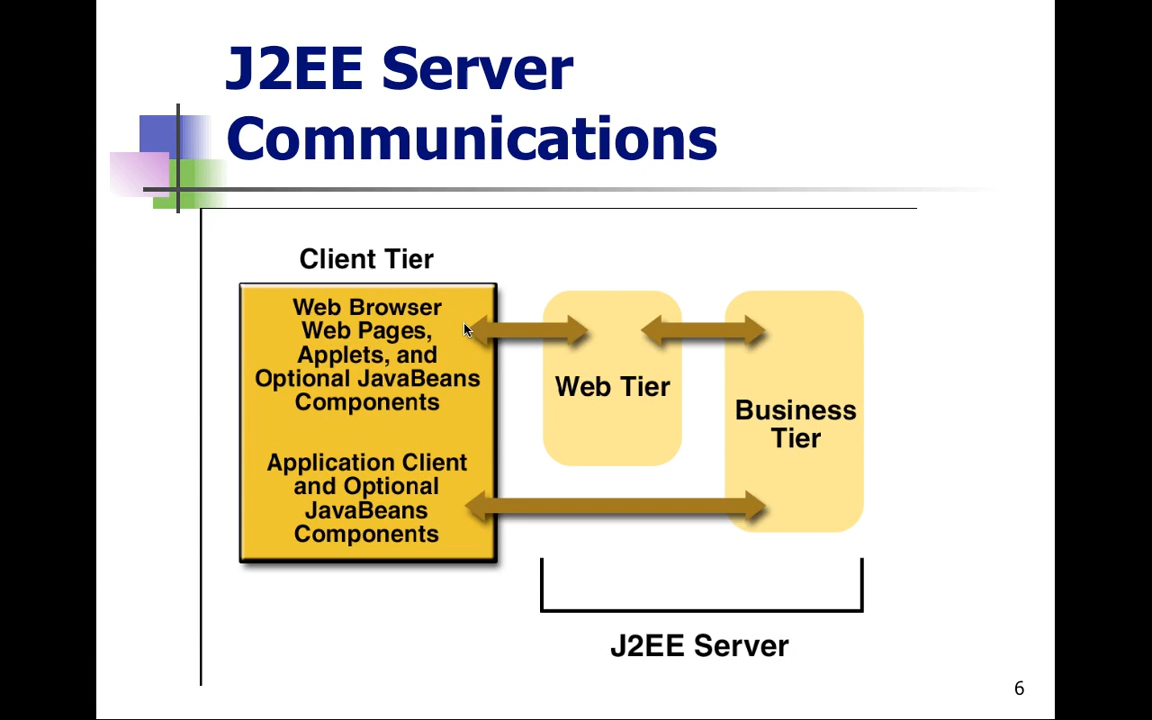 J2EE Server
Communications
Client Tier
Web Browser
Web Pages,
Applets, and
Optional JavaBeans
Components
Application Client
and Optional
JavaBeans
Components
Web Tier
Business
Tier
J2EE Server
6